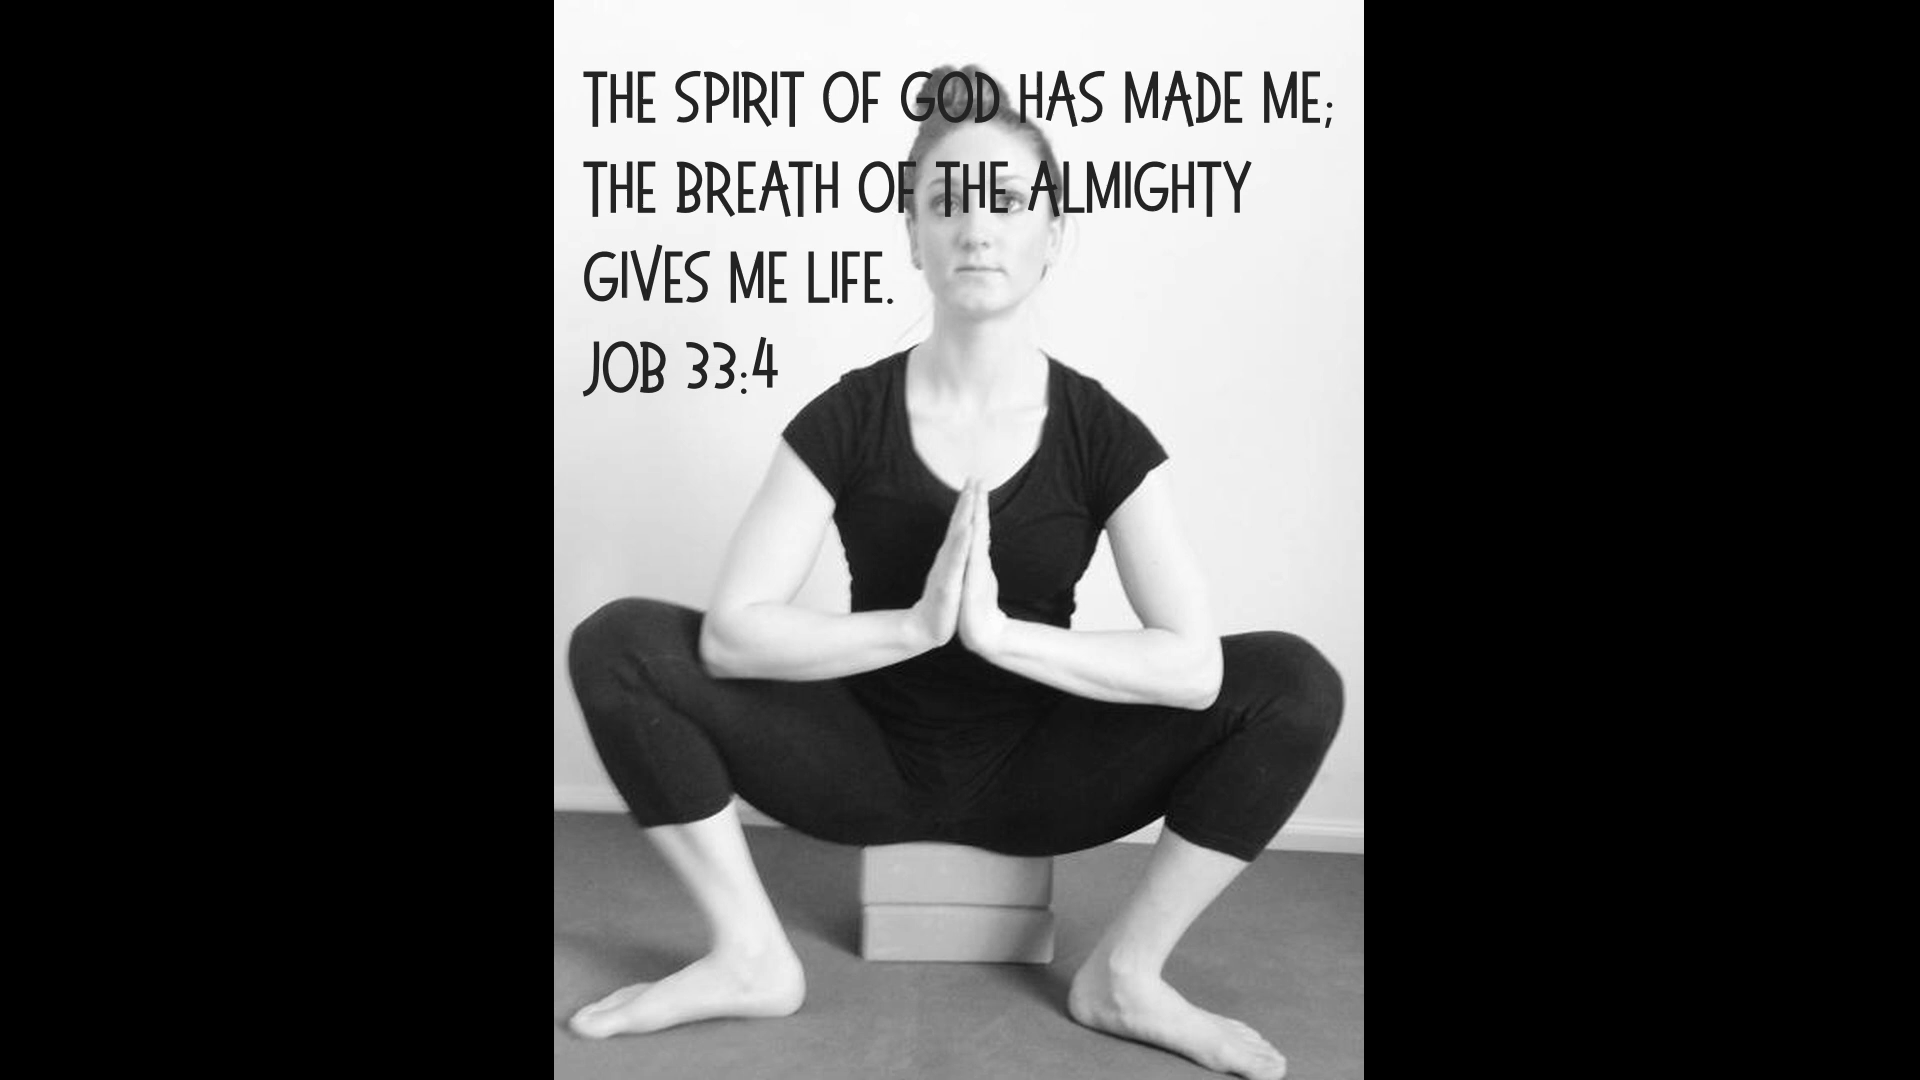 THE SPIRIT OF GOD HAS MADE ME;
THE BREATH OF THE ALMIGHTY
GIVES ME LIFE.
JOB 33:4